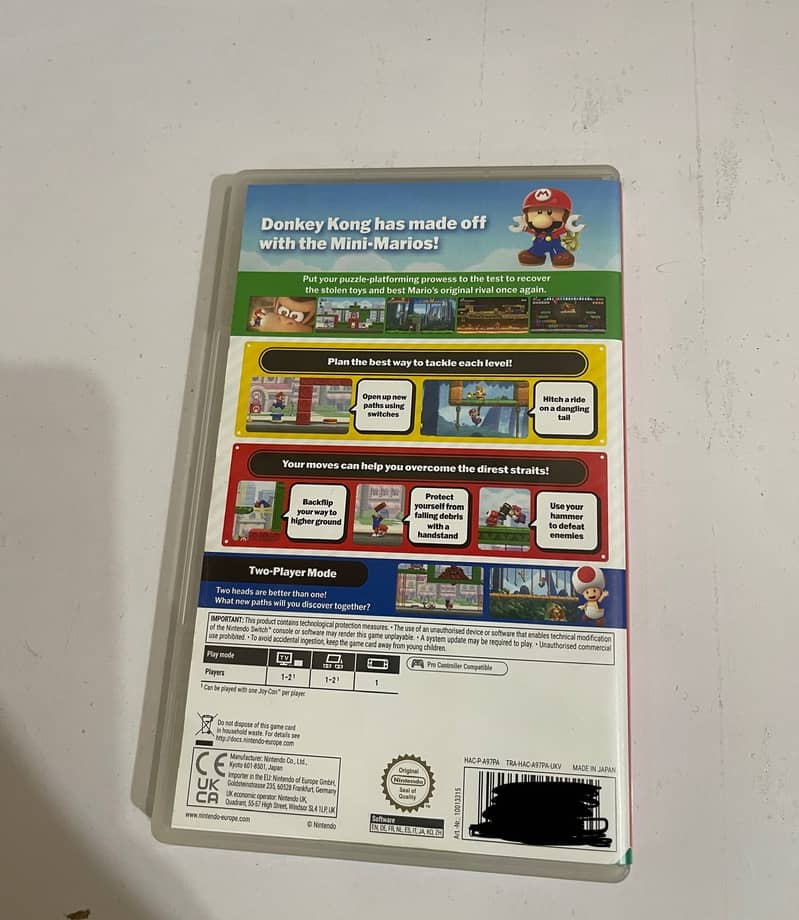 Donkey Kong has made off
with the Mini-Marios!
Put your puzzle-platforming prowess to the test to recover
the stolen toys and best Mario's original rival once again.
Plan the best way to tackle each level!
Open up new
paths using
switches
Hitch a ride
on a dangling
tail
Your moves can help you overcome the direst straits!
Backflip
your way to
higher ground
Protect
yourself from
falling debris
with a
handstand
Use your
hammer
to defeat
enemies
Two-Player Mode
Two heads are better than one!
What new paths will you discover together?
IMPORTANT: This product contains technological protection measures. • The use of an unauthorised device or software that enables technical modification
of the Nintendo Switch™ console or software may render this game unplayable. • A system update may be required to play. • Unauthorised commercial
use prohibited. • To avoid accidental ingestion, keep the game card away from young children.
Play mode
TV
Pro Controller Compatible
Players
1-2¹
1-2¹
1
¹ Can be played with one Joy-Con™ per player.
Do not dispose of this game card
in household waste. For details see
http://docs.nintendo-europe.com
CE
UK
CA
Manufacturer: Nintendo Co., Ltd.,
Kyoto 601-8501, Japan
Importer in the EU: Nintendo of Europe GmbH,
Goldsteinstrasse 235, 60528 Frankfurt, Germany
UK economic operator: Nintendo UK,
Quadrant, 55-57 High Street, Windsor SL4 1LP, UK
www.nintendo-europe.com
© Nintendo
Original
Nintendo
Seal of
Quality
Software
EN, DE, FR, NL, ES, IT, JA, KO, ZH
Art.-Nr.: 10013315
HAC-P-A97PA TRA-HAC-A97PA-UKV MADE IN JAPAN